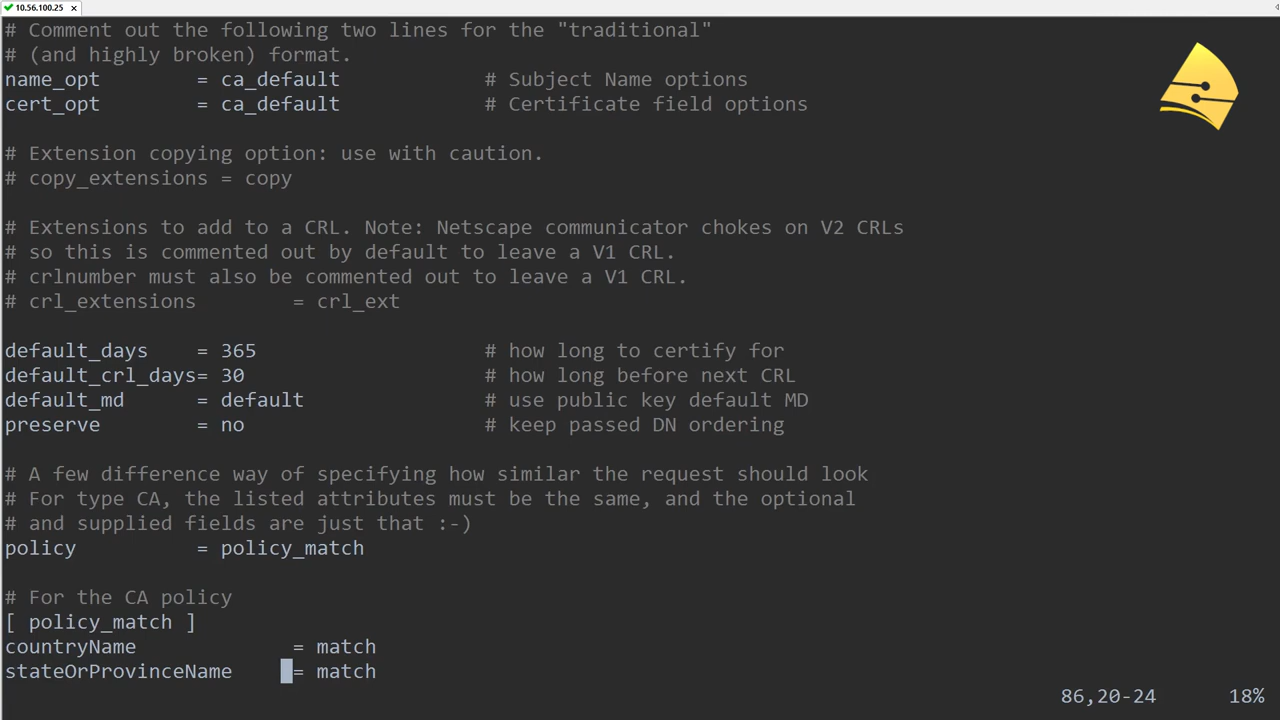 10.56.100.25 ×
# Comment out the following two lines for the "traditional"
# (and highly broken) format.
name_opt        = ca_default            # Subject Name options
cert_opt        = ca_default            # Certificate field options
# Extension copying option: use with caution.
# copy_extensions = copy
# Extensions to add to a CRL. Note: Netscape communicator chokes on V2 CRLs
# so this is commented out by default to leave a V1 CRL.
# crlnumber must also be commented out to leave a V1 CRL.
# crl_extensions        = crl_ext
default_days    = 365                   # how long to certify for
default_crl_days= 30                    # how long before next CRL
default_md      = default               # use public key default MD
preserve        = no                    # keep passed DN ordering
# A few difference way of specifying how similar the request should look
# For type CA, the listed attributes must be the same, and the optional
# and supplied fields are just that :-)
policy          = policy_match
# For the CA policy
[ policy_match ]
countryName             = match
stateOrProvinceName     = match
86,20-24      18%